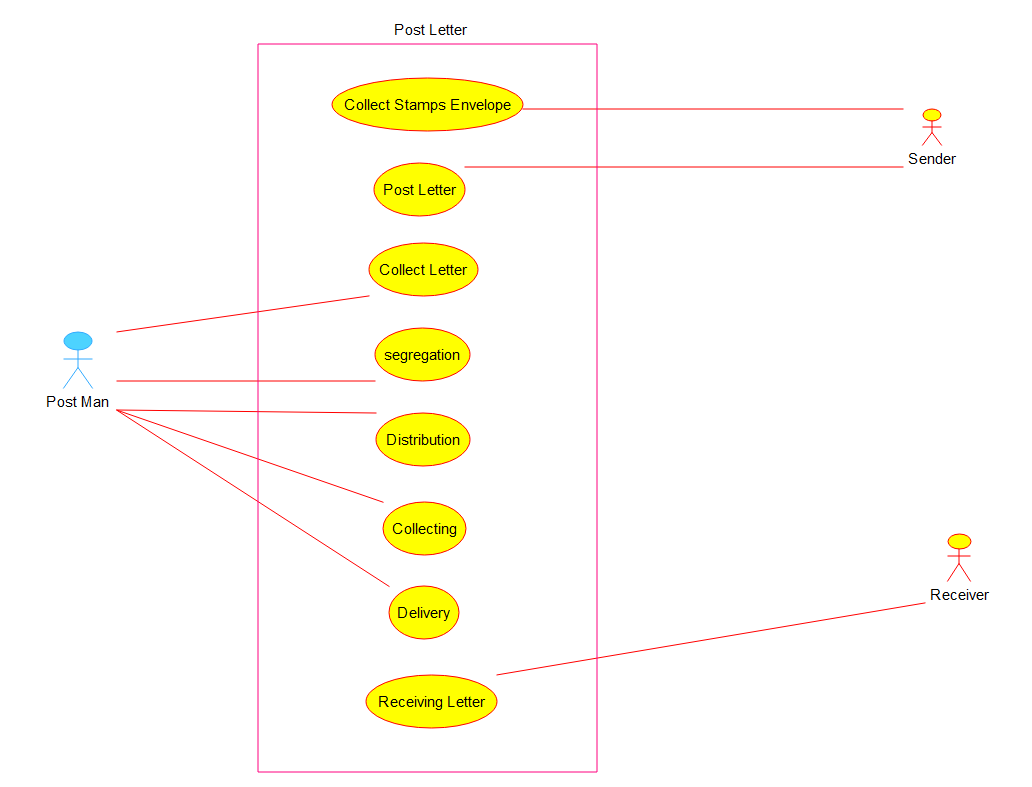 Post Letter
Collect Stamps Envelope
Sender
Post Letter
Collect Letter
segregation
Post Man
Distribution
Collecting
Receiver
Delivery
Receiving Letter